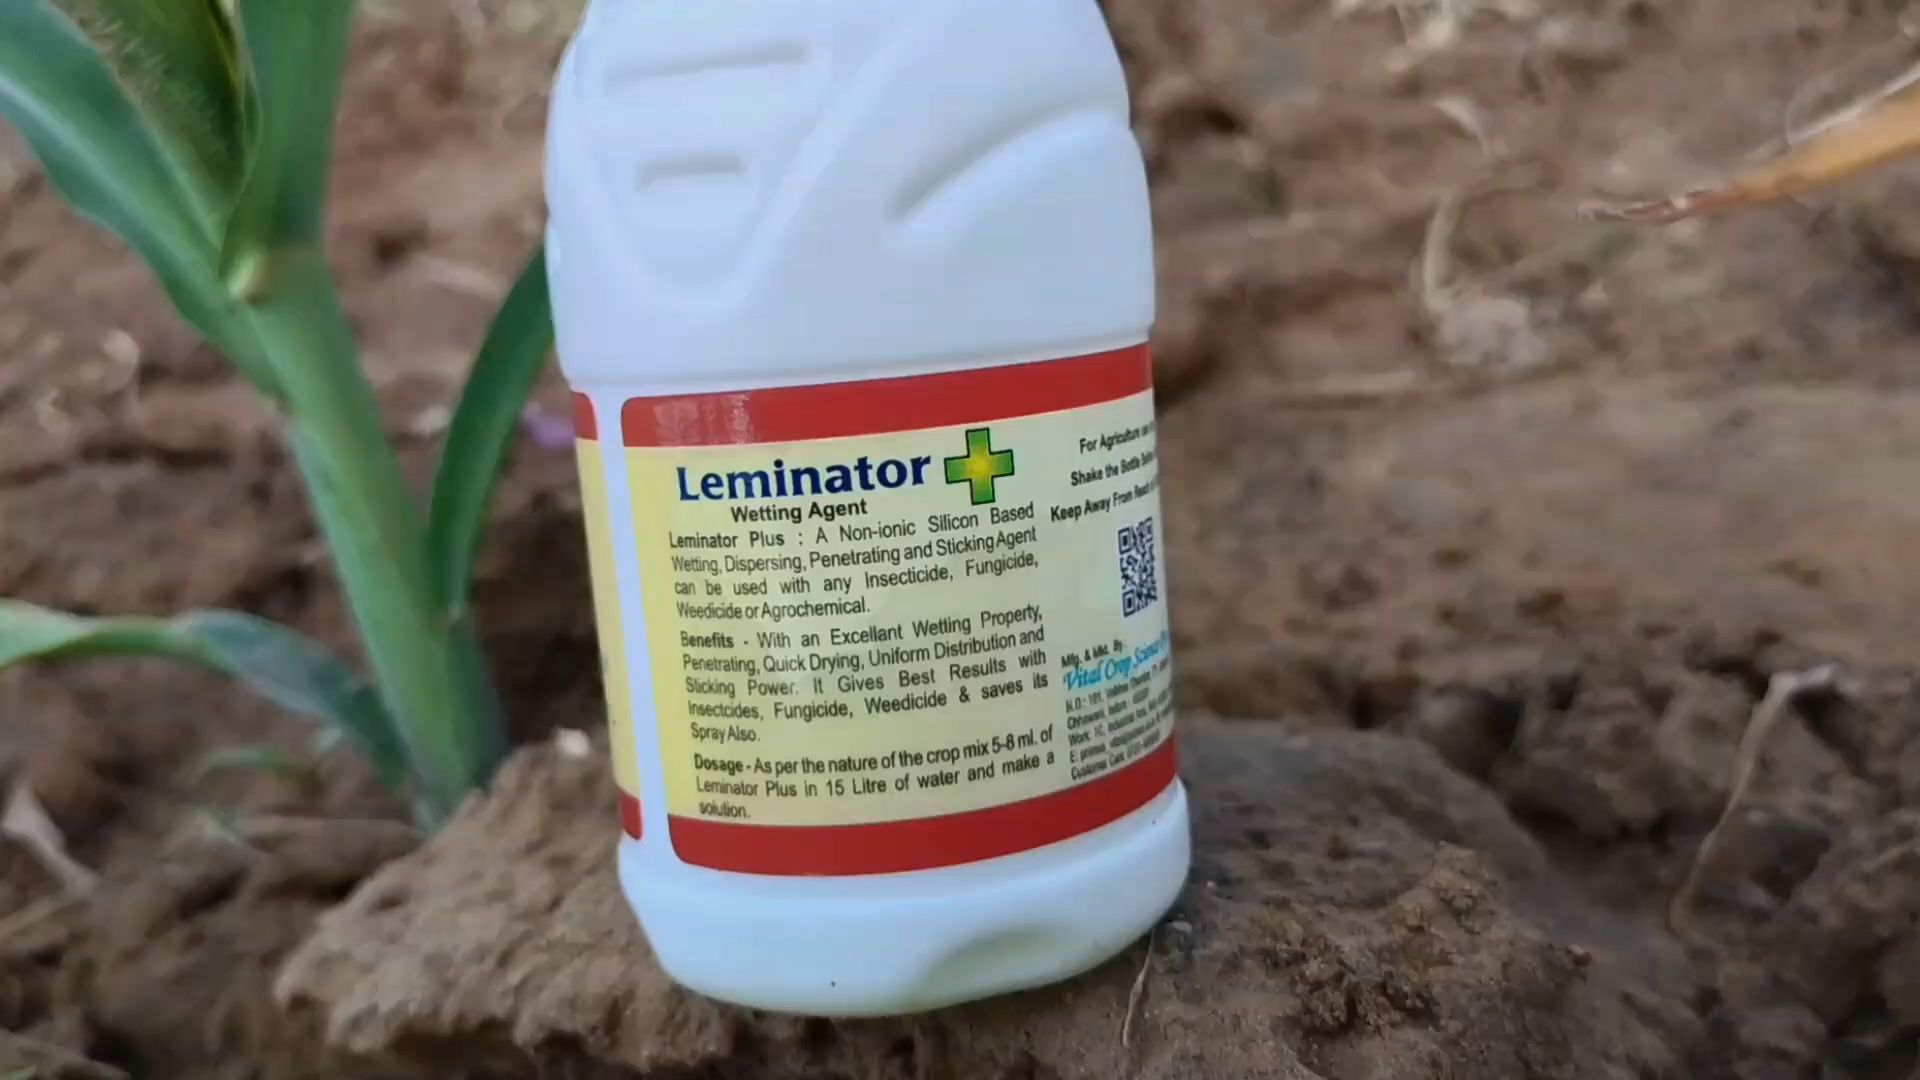 Leminator
Wetting Agent
Leminator Plus : A Non-ionic Silicon Based
Wetting, Dispersing, Penetrating and Sticking Agent
can be used with any Insecticide, Fungicide,
Weedicide or Agrochemical.
Benefits - With an Excellant Wetting Property,
Penetrating, Quick Drying, Uniform Distribution and
Sticking Power. It Gives Best Results with
Insectcides, Fungicide, Weedicide & saves its
Spray Also.
Dosage - As per the nature of the crop mix 5-8 ml. of
Leminator Plus in 15 Litre of water and make a
solution.
For Agriculture
Shake the Bottle
Keep Away From
Mfg. & Mkt. By :
Vital Crop Science
H.O.: 101,
Customer Care